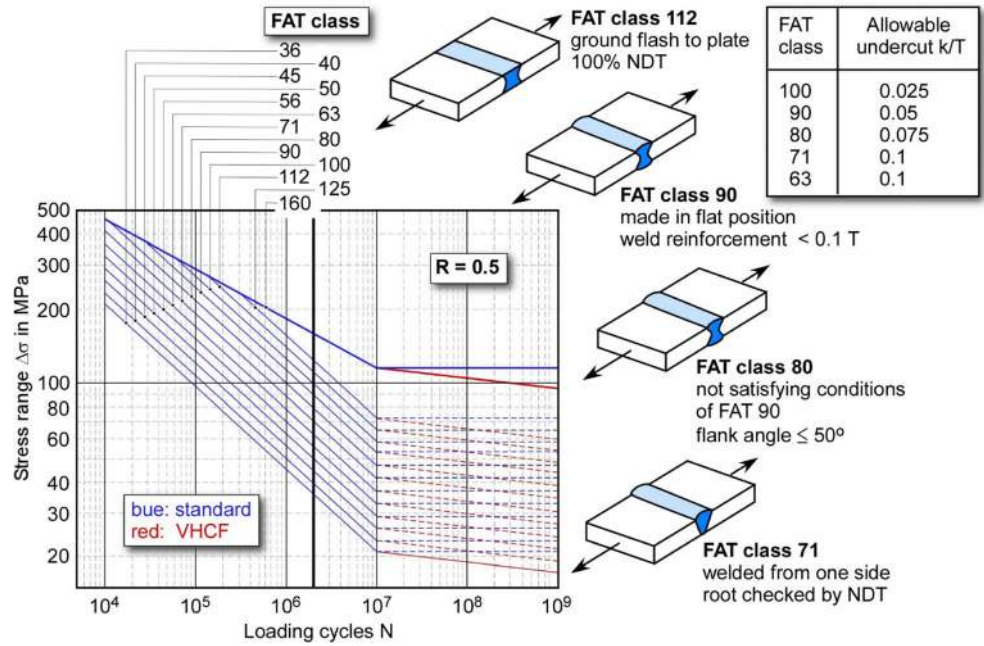 FAT class
36
40
45
50
56
63
71
80
90
100
112
125
160
500
400
300
200
100
80
60
40
30
20
Stress range Δσ in MPa
R = 0.5
bue: standard
red: VHCF
10⁴ 10⁵ 10⁶ 10⁷ 10⁸ 10⁹
Loading cycles N
FAT class 112
ground flash to plate
100% NDT
FAT class 90
made in flat position
weld reinforcement < 0.1 T
FAT class 80
not satisfying conditions
of FAT 90
flank angle ≤ 50º
FAT class 71
welded from one side
root checked by NDT
FAT Allowable
class undercut k/T
100 0.025
90 0.05
80 0.075
71 0.1
63 0.1